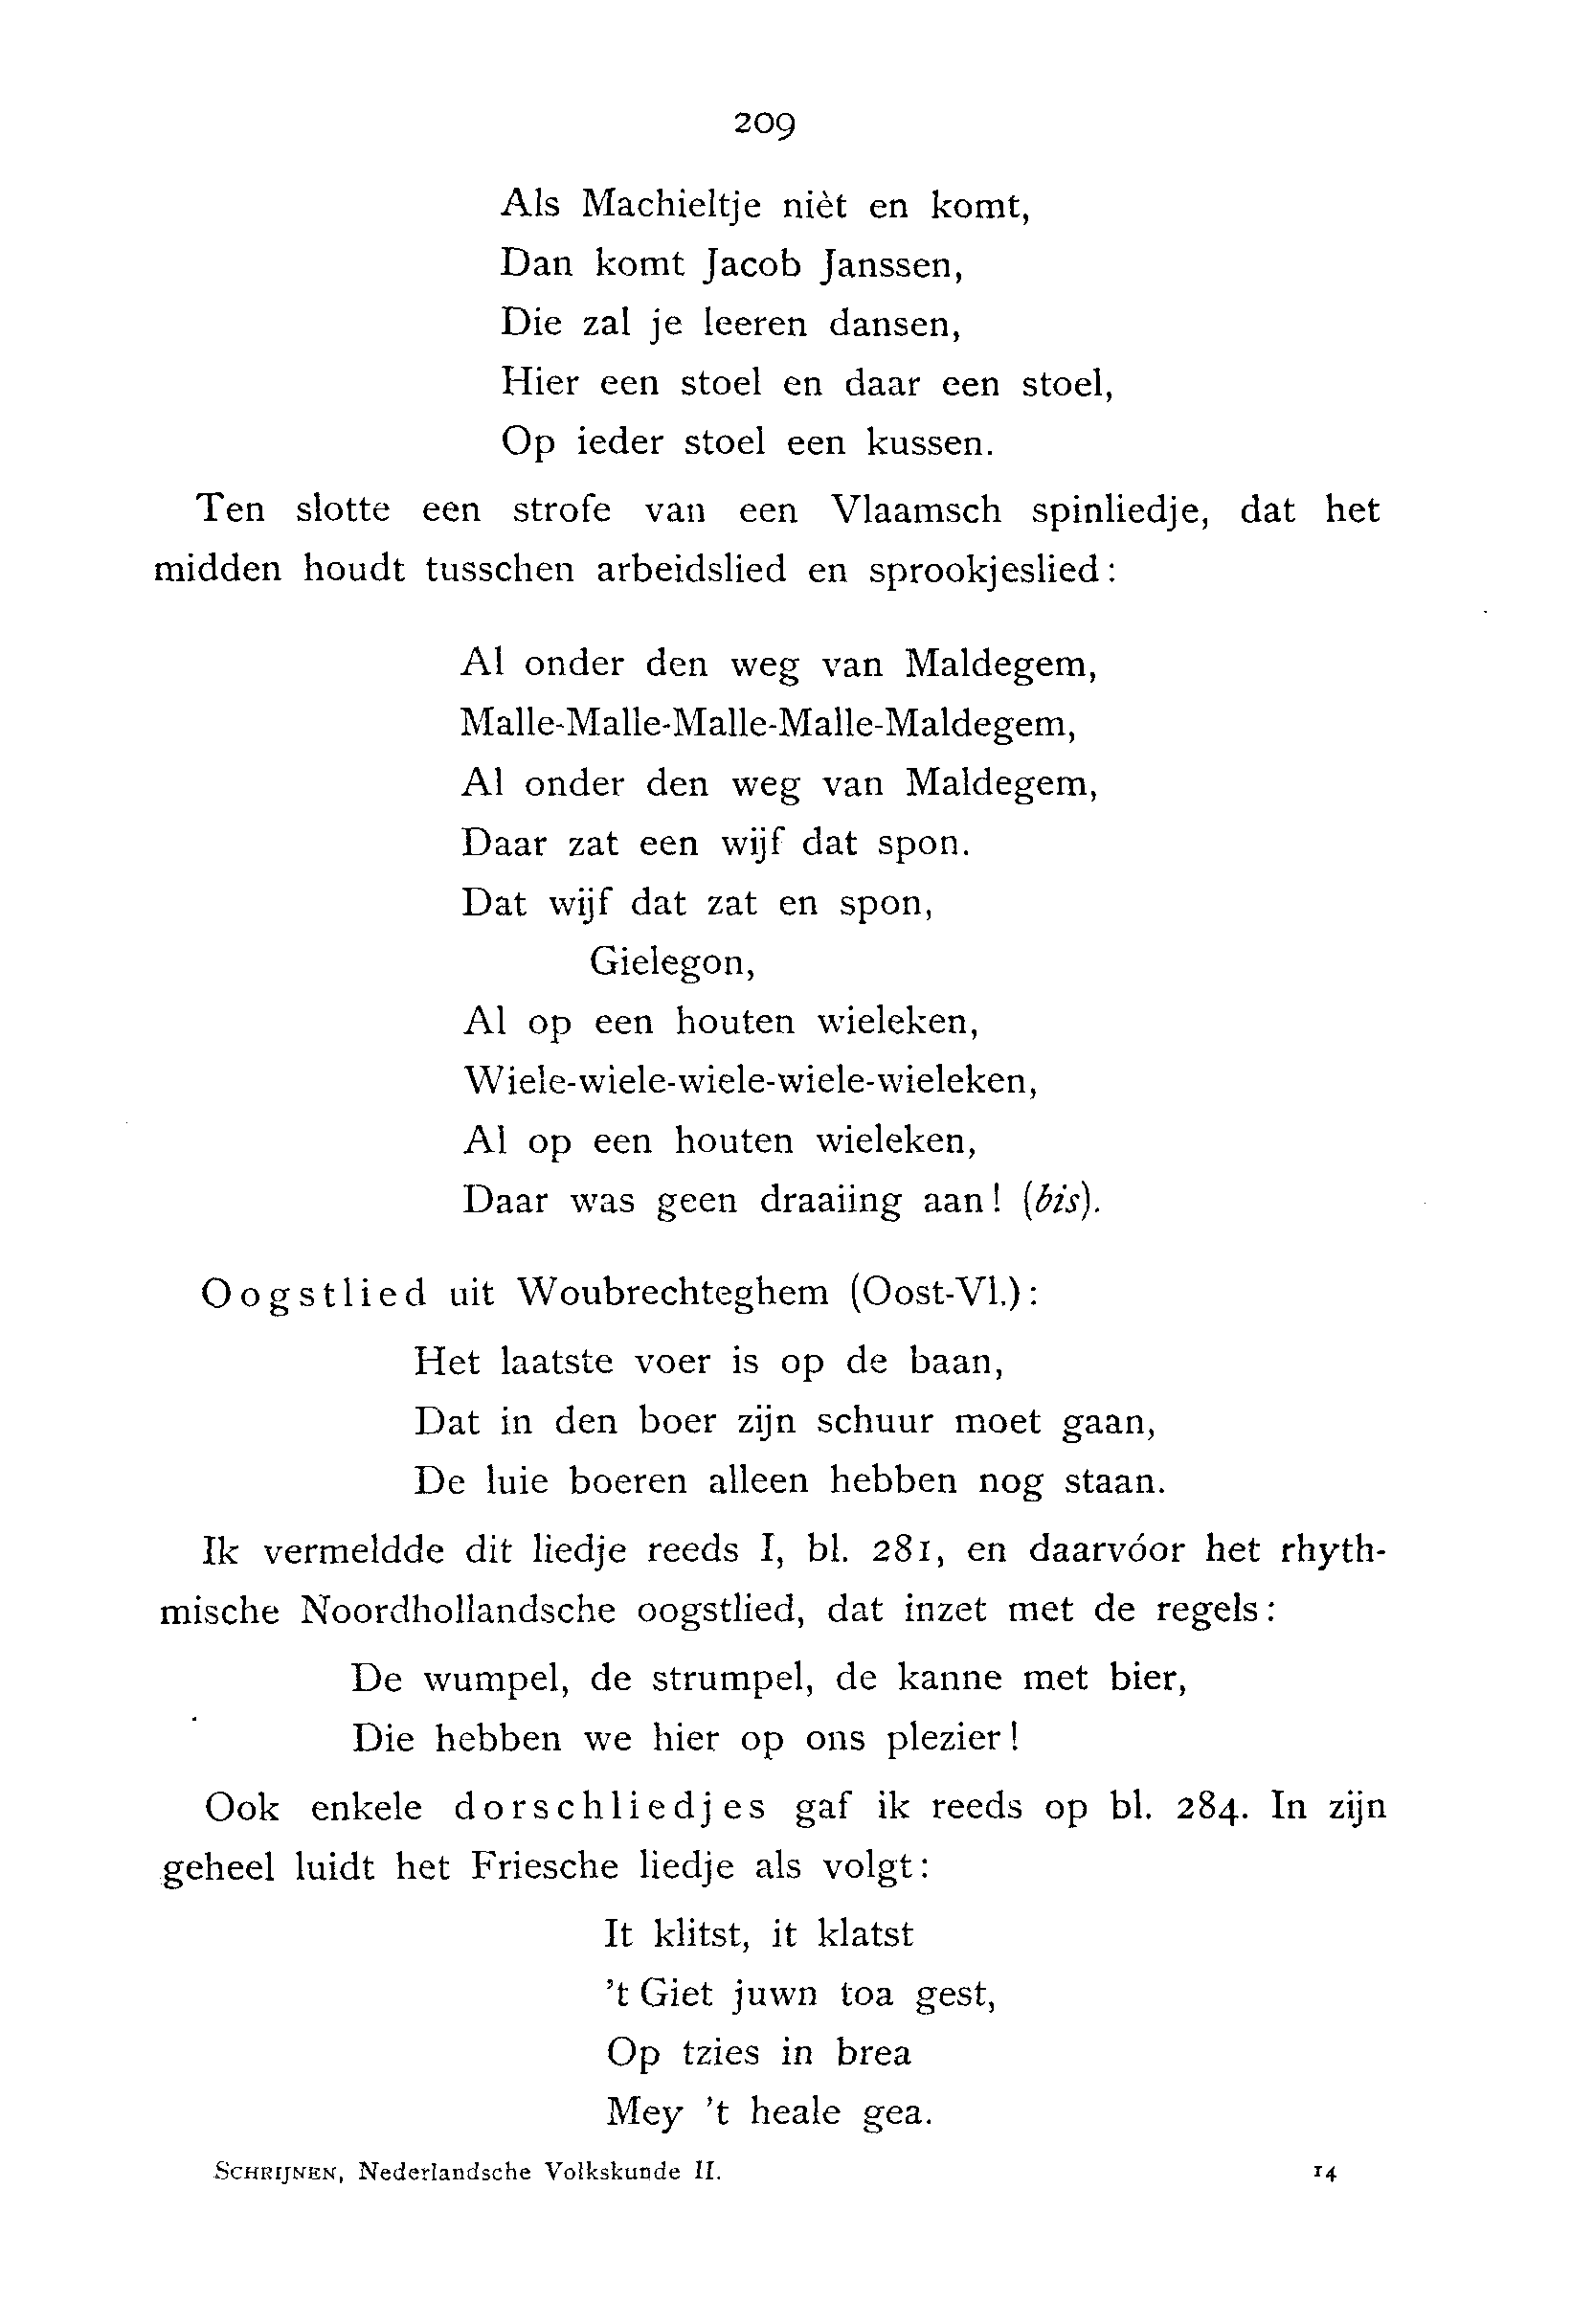 209
Als Machieltje nièt en komt,
Dan komt Jacob Janssen,
Die zal je leeren dansen,
Hier een stoel en daar een stoel,
Op ieder stoel een kussen.
Ten slotte een strofe van een Vlaamsch spinliedje, dat het
midden houdt tusschen arbeidslied en sprookjeslied:
Al onder den weg van Maldegem,
Malle-Malle-Malle-Malle-Maldegem,
Al onder den weg van Maldegem,
Daar zat een wijf dat spon.
Dat wijf dat zat en spon,
Gielegon,
Al op een houten wieleken,
Wiele-wiele-wiele-wiele-wieleken,
Al op een houten wieleken,
Daar was geen draaiing aan! (bis).
Oogstlied uit Woubrechteghem (Oost-Vl.):
Het laatste voer is op de baan,
Dat in den boer zijn schuur moet gaan,
De luie boeren alleen hebben nog staan.
Ik vermeldde dit liedje reeds I, bl. 281, en daarvóor het rhyth-
mische Noordhollandsche oogstlied, dat inzet met de regels:
De wumpel, de strumpel, de kanne met bier,
Die hebben we hier op ons plezier!
Ook enkele dorschliedjes gaf ik reeds op bl. 284. In zijn
geheel luidt het Friesche liedje als volgt:
It klitst, it klatst
't Giet juwn toa gest,
Op tzies in brea
Mey 't heale gea.
SCHRIJNEN, Nederlandsche Volkskunde II. 14